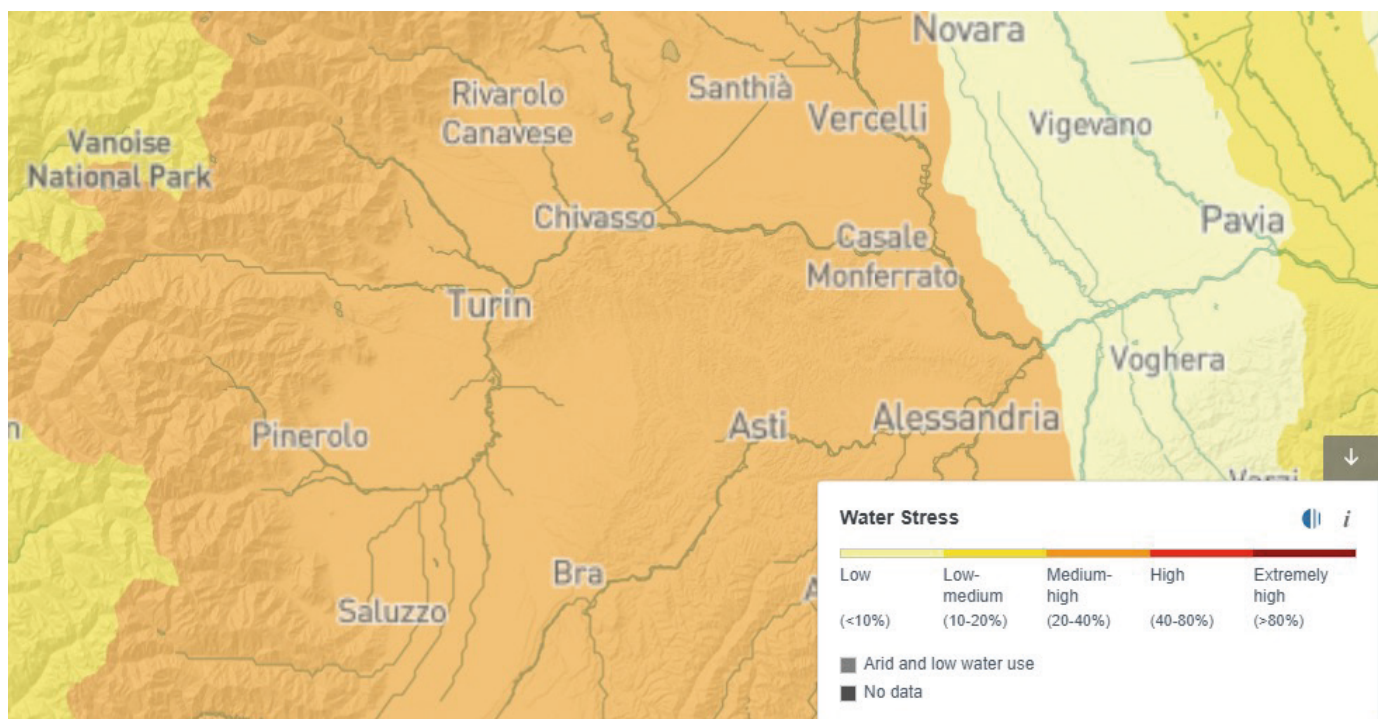 Novara
Santhià
Rivarolo
Canavese
Vercelli
Vigevano
Vanoise
National Park
Chivasso
Pavia
Casale
Monferrato
Turin
Voghera
Asti
Alessandria
Pinerolo
Bra
Saluzzo
Water Stress
i
Low
Low-
medium
Medium-
high
High
Extremely
high
(<10%)
(10-20%)
(20-40%)
(40-80%)
(>80%)
Arid and low water use
No data